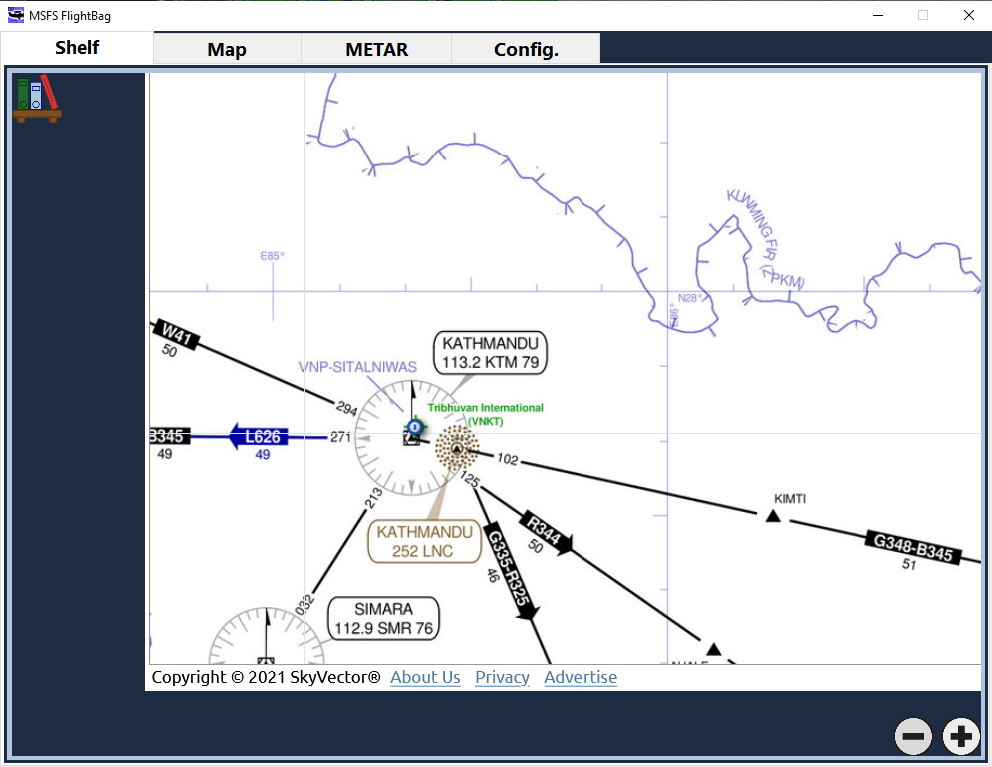 MSFS FlightBag
Shelf
Map
METAR
Config.
KUNMING FIR (ZPKM)
E85°
N28°
E86°
W41
50
KATHMANDU
113.2 KTM 79
VNP-SITALNIWAS
294
Tribhuvan International
(VNKT)
B345
49
L626
49
271
102
125
213
KIMTI
KATHMANDU
252 LNC
R344
50
G335-R325
46
G348-B345
51
032
SIMARA
112.9 SMR 76
Copyright © 2021 SkyVector® About Us Privacy Advertise